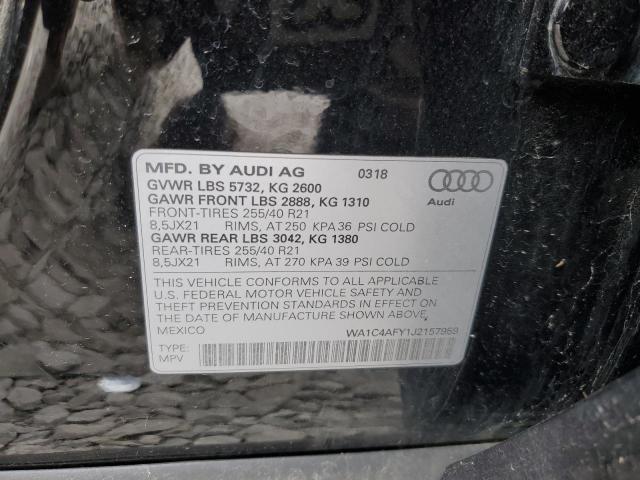 MFD. BY AUDI AG 0318
GVWR LBS 5732, KG 2600
GAWR FRONT LBS 2888, KG 1310
FRONT-TIRES 255/40 R21
8,5JX21 RIMS, AT 250 KPA 36 PSI COLD
GAWR REAR LBS 3042, KG 1380
REAR-TIRES 255/40 R21
8,5JX21 RIMS, AT 270 KPA 39 PSI COLD
Audi
THIS VEHICLE CONFORMS TO ALL APPLICABLE
U.S. FEDERAL MOTOR VEHICLE SAFETY AND
THEFT PREVENTION STANDARDS IN EFFECT ON
THE DATE OF MANUFACTURE SHOWN ABOVE.
MEXICO WA1C4AFY1J2157959
TYPE:
MPV